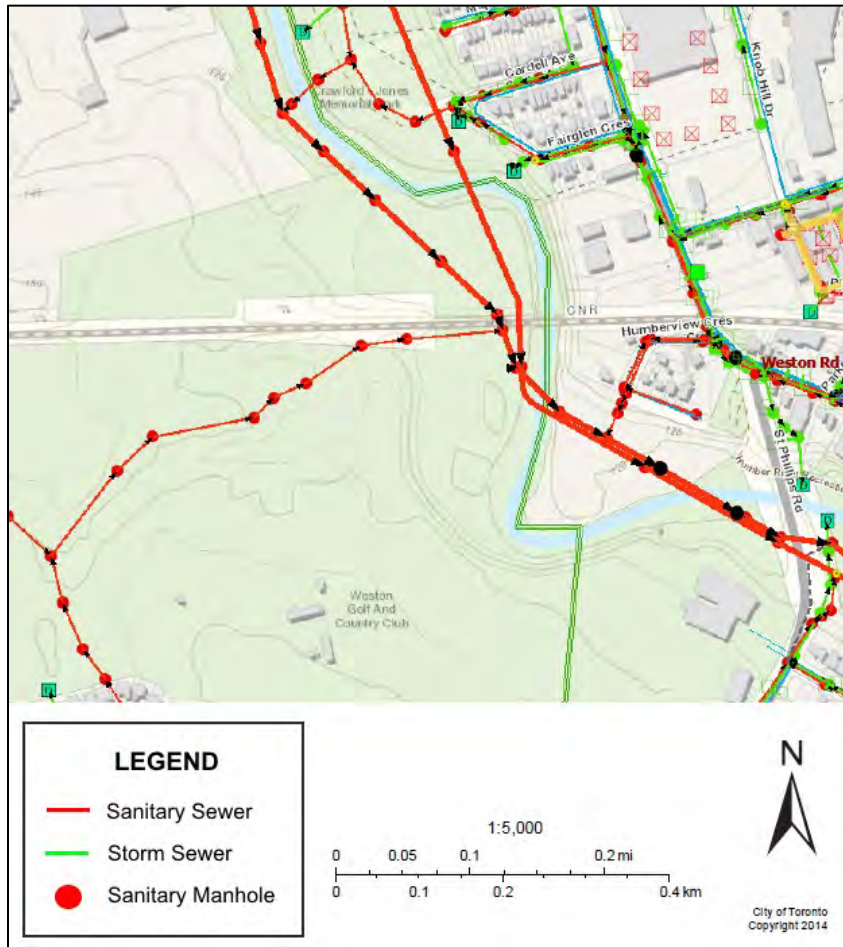 Cardell Ave
Crawford - Jones
Memorial Park
Knob Hill Dr
Fairglen Cres
CNR
Humberview Cres
Weston Rd
St Phillips Rd
Weston
Golf And
Country Club
LEGEND
Sanitary Sewer
Storm Sewer
Sanitary Manhole
N
1:5,000
0 0.05 0.1 0.2 mi
0 0.1 0.2 0.4 km
City of Toronto
Copyright 2014